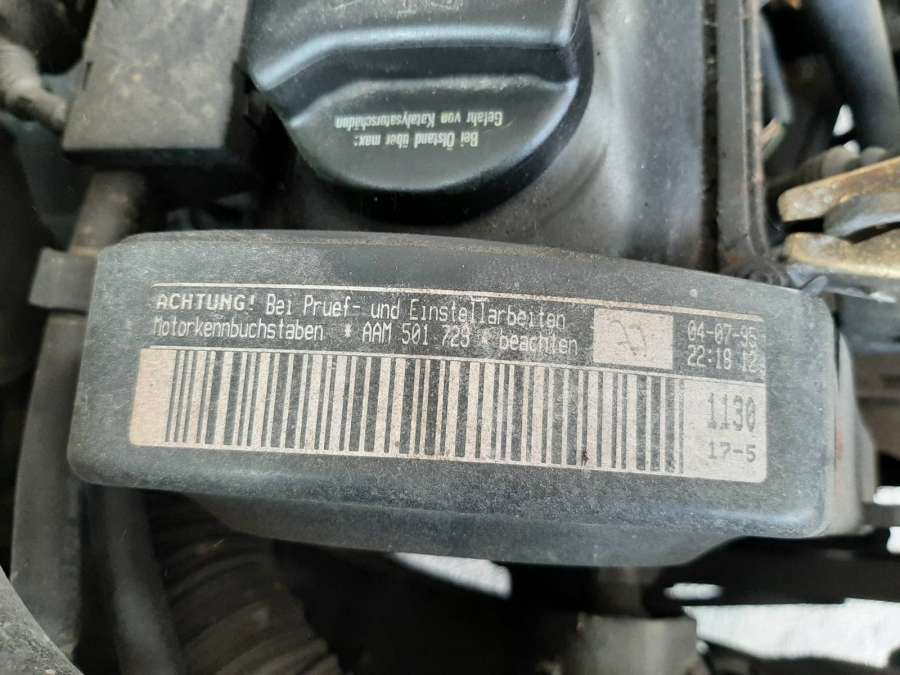 Bei Ölstand über max:
Gefahr von Katalysatorschäden
ACHTUNG! Bei Pruef- und Einstellarbeiten
Motorkennbuchstaben * AAM 501 729 * beachten
04-07-95
22:18 12
1130
17-5